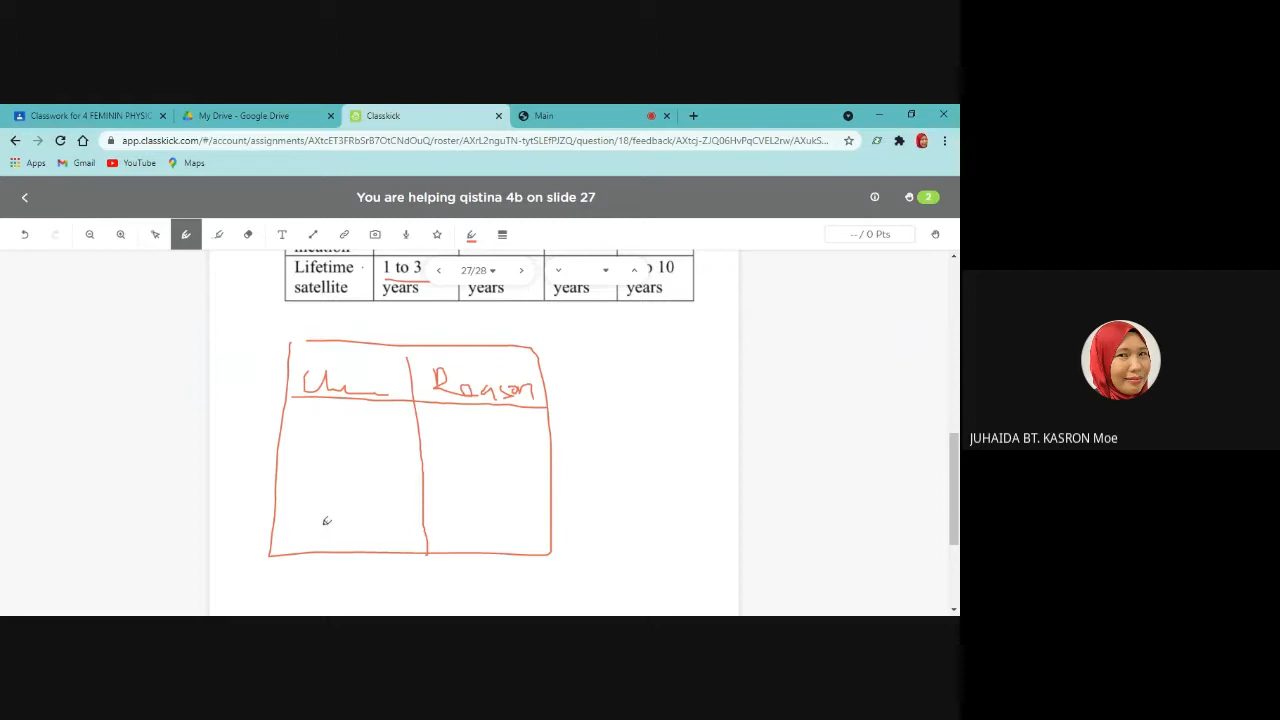 Classwork for 4 FEMININ PHYSIC
My Drive - Google Drive
Classkick
Main
app.classkick.com/#/account/assignments/AXtcET3FRbSrB7OtCNdOuQ/roster/AXrL2nguTN-tytSLEfPJZQ/question/18/feedback/AXtcj-ZJQ06HvPqCVEL2rw/AXukS...
Apps
Gmail
YouTube
Maps
You are helping qistina 4b on slide 27
2
-- / 0 Pts
Lifetime satellite
1 to 3 years
years
years
10 years
27/28
Reason
JUHAIDA BT. KASRON Moe